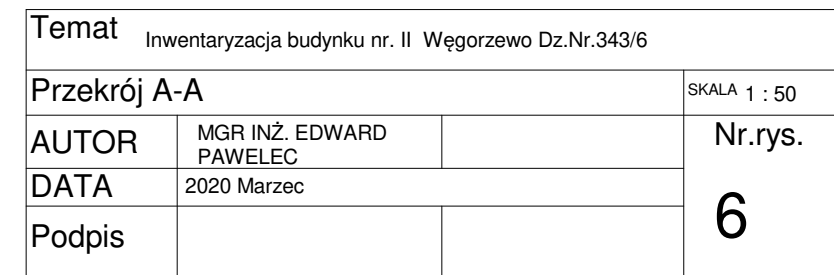 Temat Inwentaryzacja budynku nr. II Węgorzewo Dz.Nr.343/6
Przekrój A-A SKALA 1 : 50
AUTOR MGR INŻ. EDWARD
PAWELEC
Nr.rys.
DATA 2020 Marzec
6
Podpis